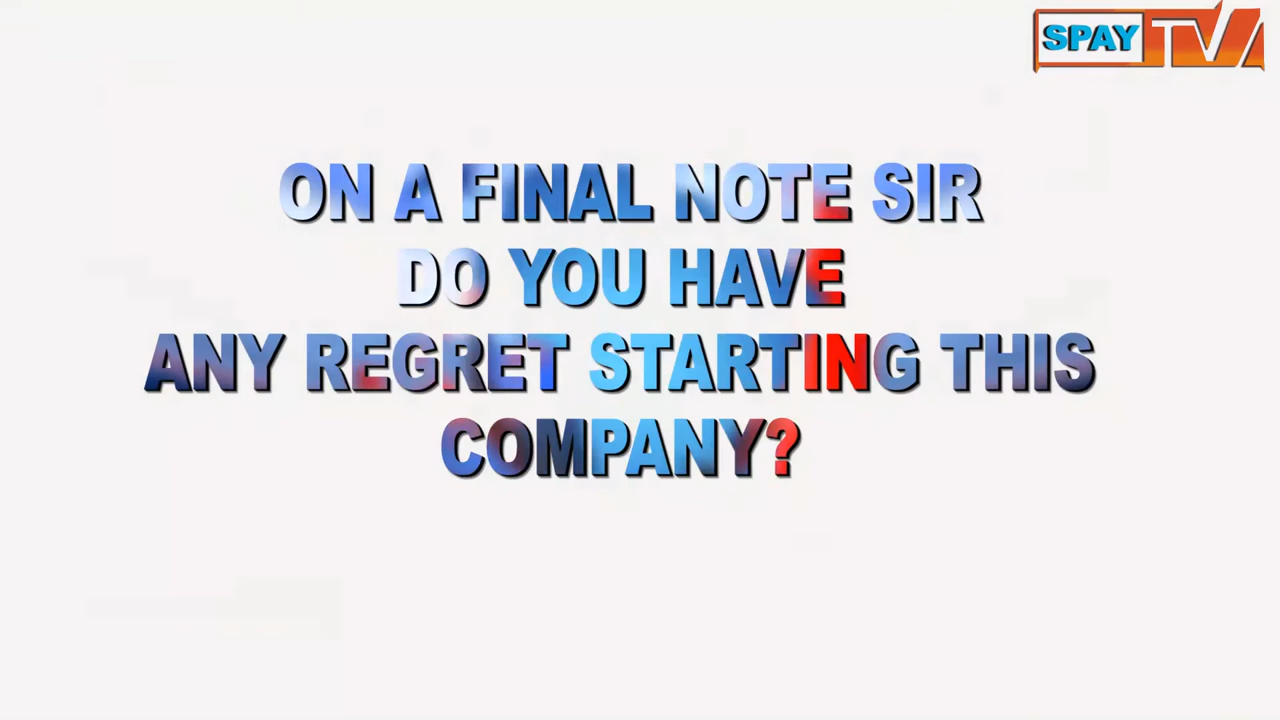 SPAY TV
ON A FINAL NOTE SIR
DO YOU HAVE
ANY REGRET STARTING THIS
COMPANY?